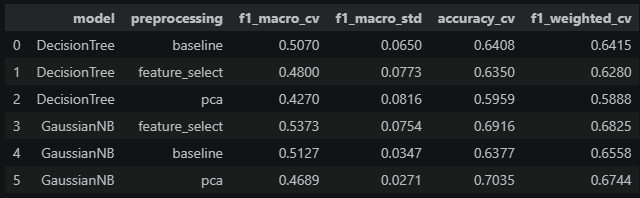 model preprocessing f1_macro_cv f1_macro_std accuracy_cv f1_weighted_cv
0 DecisionTree baseline 0.5070 0.0650 0.6408 0.6415
1 DecisionTree feature_select 0.4800 0.0773 0.6350 0.6280
2 DecisionTree pca 0.4270 0.0816 0.5959 0.5888
3 GaussianNB feature_select 0.5373 0.0754 0.6916 0.6825
4 GaussianNB baseline 0.5127 0.0347 0.6377 0.6558
5 GaussianNB pca 0.4689 0.0271 0.7035 0.6744